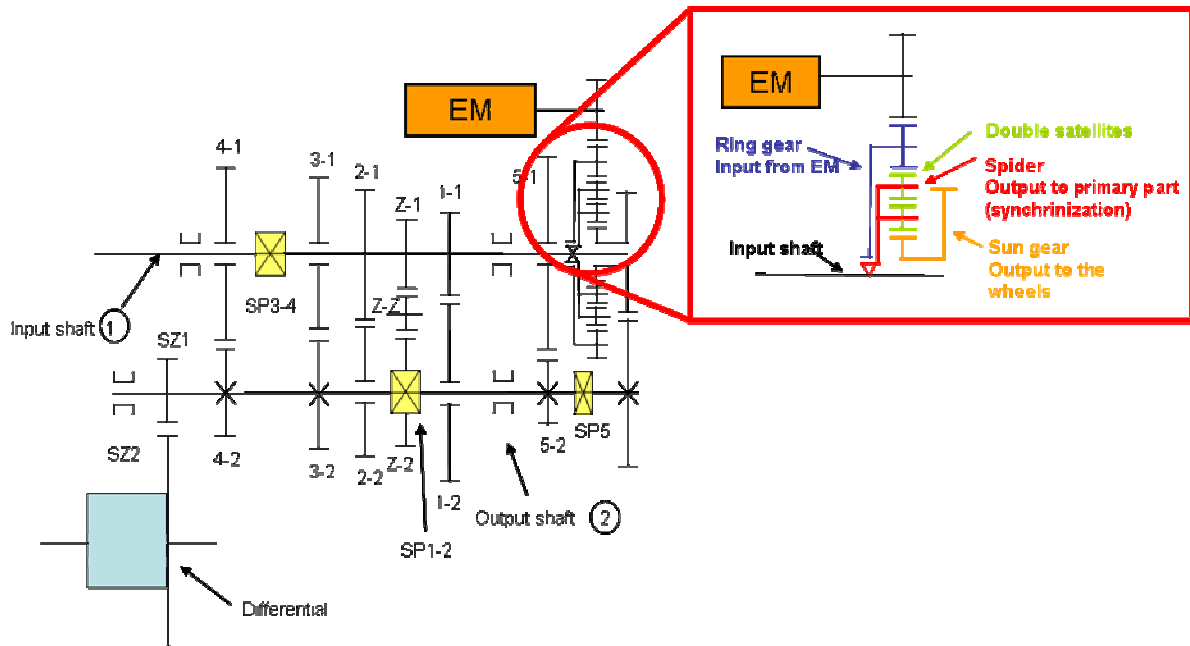 EM
4-1
3-1
2-1
Z-1
1-1
5-1
Input shaft 1
SP3-4
Z-Z
SZ1
SZ2
4-2
3-2
2-2
Z-2
1-2
5-2
SP5
Output shaft 2
SP1-2
Differential
EM
Ring gear
Input from EM
Double satellites
Spider
Output to primary part
(synchrinization)
Input shaft
Sun gear
Output to the
wheels